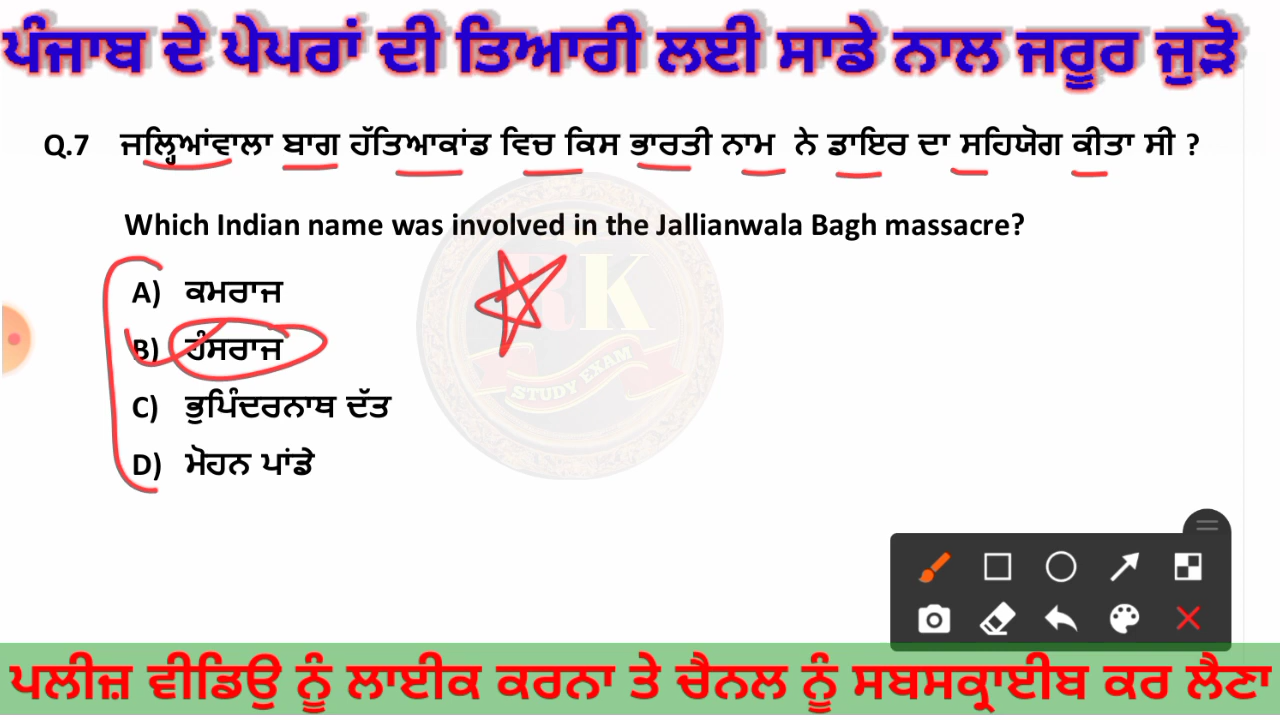 ਪੰਜਾਬ ਦੇ ਪੇਪਰਾਂ ਦੀ ਤਿਆਰੀ ਲਈ ਸਾਡੇ ਨਾਲ ਜਰੂਰ ਜੁੜੋ
Q.7 ਜਲ੍ਹਿਆਂਵਾਲਾ ਬਾਗ ਹੱਤਿਆਕਾਂਡ ਵਿਚ ਕਿਸ ਭਾਰਤੀ ਨਾਮ ਨੇ ਡਾਇਰ ਦਾ ਸਹਿਯੋਗ ਕੀਤਾ ਸੀ ?
Which Indian name was involved in the Jallianwala Bagh massacre?
A) ਕਮਰਾਜ
B) ਹੰਸਰਾਜ
C) ਭੁਪਿੰਦਰਨਾਥ ਦੱਤ
D) ਮੋਹਨ ਪਾਂਡੇ
RK
STUDY EXAM
ਪਲੀਜ਼ ਵੀਡਿਉ ਨੂੰ ਲਾਈਕ ਕਰਨਾ ਤੇ ਚੈਨਲ ਨੂੰ ਸਬਸਕ੍ਰਾਈਬ ਕਰ ਲੈਣਾ